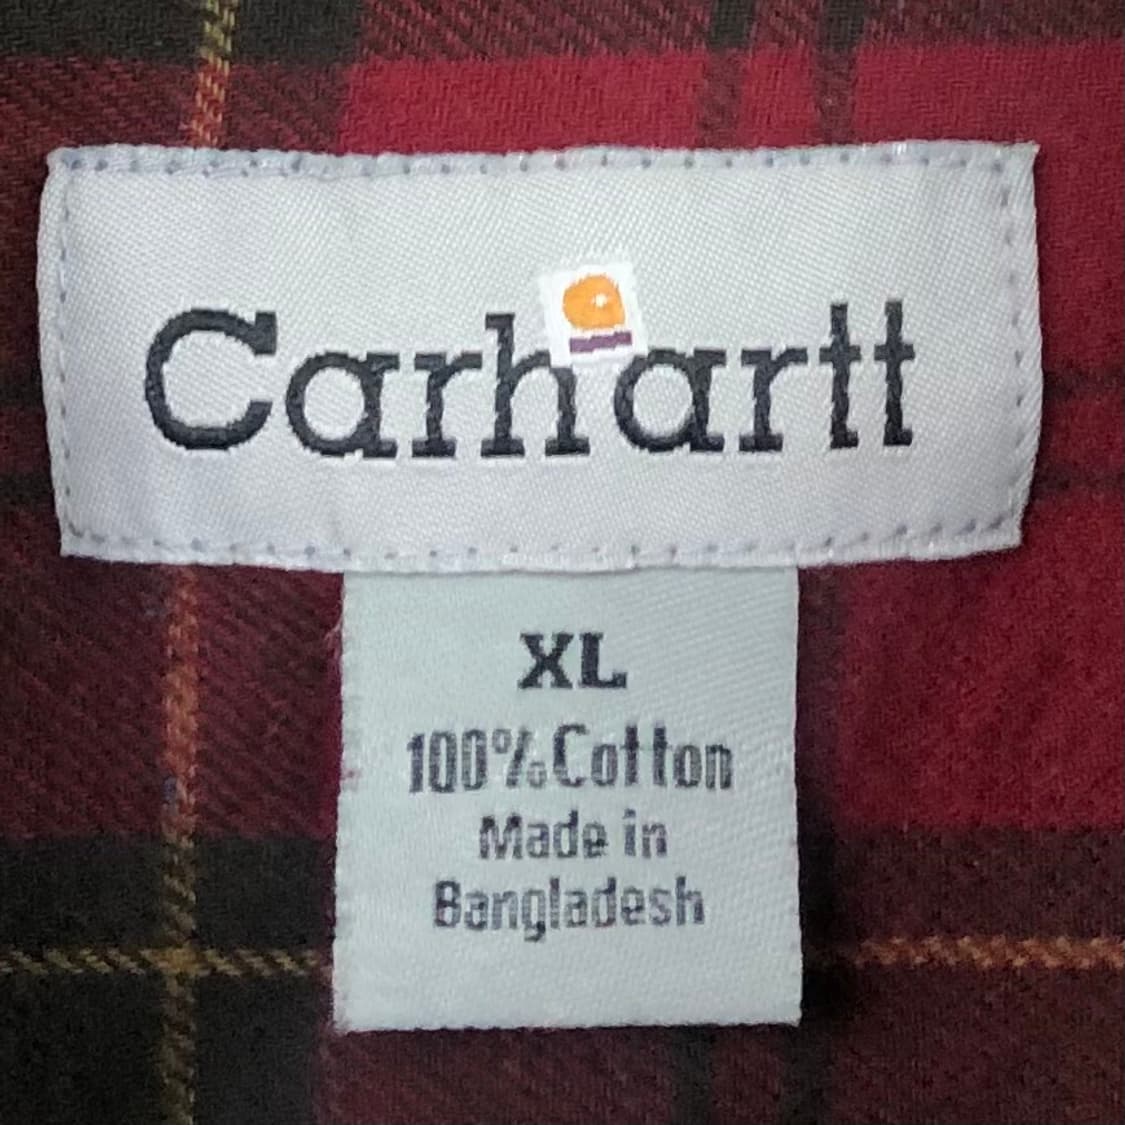 Carhartt
XL
100% Cotton
Made in
Bangladesh